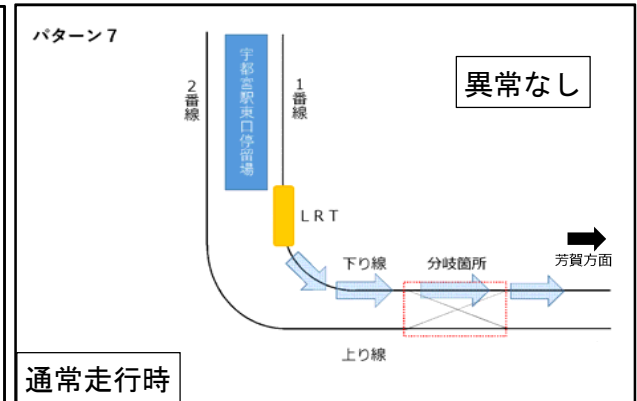 パターン７
異常なし
2番線
宇都宮駅東口停留場
1番線
ＬＲＴ
芳賀方面
下り線
分岐箇所
上り線
通常走行時